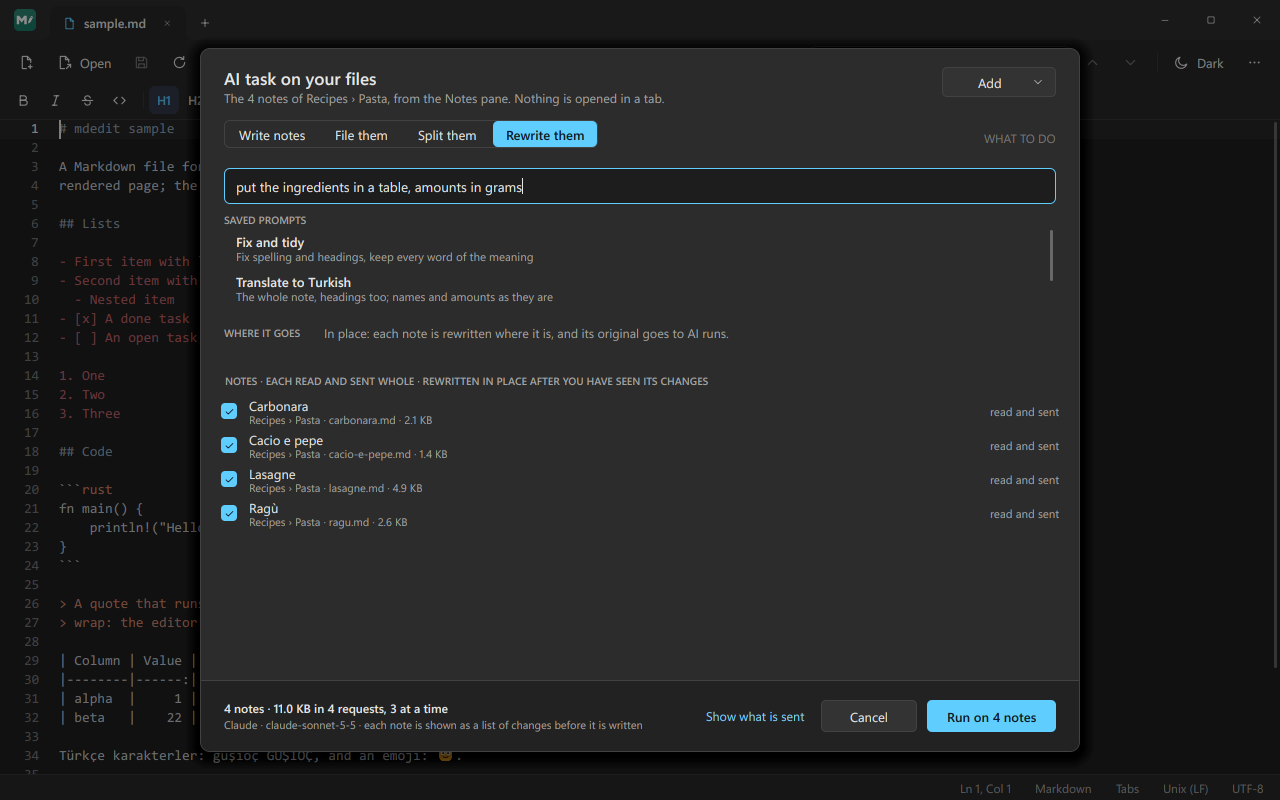 M
sample.md
Open
Dark
B I S <> H1 H2
AI task on your files
The 4 notes of Recipes › Pasta, from the Notes pane. Nothing is opened in a tab.
Add
Write notes
File them
Split them
Rewrite them
WHAT TO DO
put the ingredients in a table, amounts in grams
SAVED PROMPTS
Fix and tidy
Fix spelling and headings, keep every word of the meaning
Translate to Turkish
The whole note, headings too; names and amounts as they are
WHERE IT GOES
In place: each note is rewritten where it is, and its original goes to AI runs.
NOTES · EACH READ AND SENT WHOLE · REWRITTEN IN PLACE AFTER YOU HAVE SEEN ITS CHANGES
Carbonara
Recipes › Pasta · carbonara.md · 2.1 KB
read and sent
Cacio e pepe
Recipes › Pasta · cacio-e-pepe.md · 1.4 KB
read and sent
Lasagne
Recipes › Pasta · lasagne.md · 4.9 KB
read and sent
Ragù
Recipes › Pasta · ragu.md · 2.6 KB
read and sent
4 notes · 11.0 KB in 4 requests, 3 at a time
Claude · claude-sonnet-5-5 · each note is shown as a list of changes before it is written
Show what is sent
Cancel
Run on 4 notes
1 # mdedit sample
2
3 A Markdown file for
4 rendered page; the
5
6 ## Lists
7
8 - First item with
9 - Second item with
10 - Nested item
11 - [x] A done task
12 - [ ] An open task
13
14 1. One
15 2. Two
16 3. Three
17
18 ## Code
19
20 ```rust
21 fn main() {
22 println!("Hello
23 }
24 ```
25
26 > A quote that runs
27 > wrap: the editor
28
29 | Column | Value |
30 |--------|------:|
31 | alpha | 1 |
32 | beta | 22 |
33
34 Türkçe karakterler:
and an emoji: .
35
Ln 1, Col 1
Markdown
Tabs
Unix (LF)
UTF-8